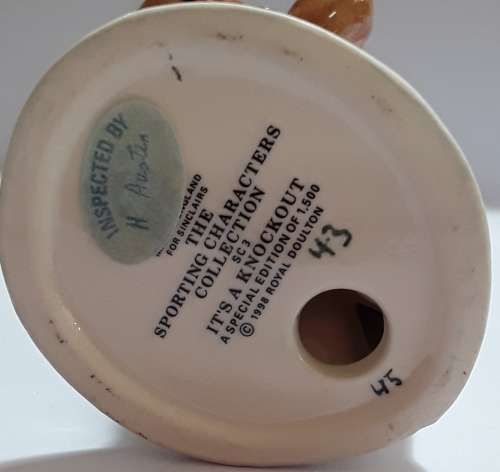 INSPECTED BY
H Austin
FOR SINCLAIRS
THE
SPORTING CHARACTERS
COLLECTION
SC3
IT'S A KNOCKOUT
A SPECIAL EDITION OF 1,500
© 1998 ROYAL DOULTON
43
45